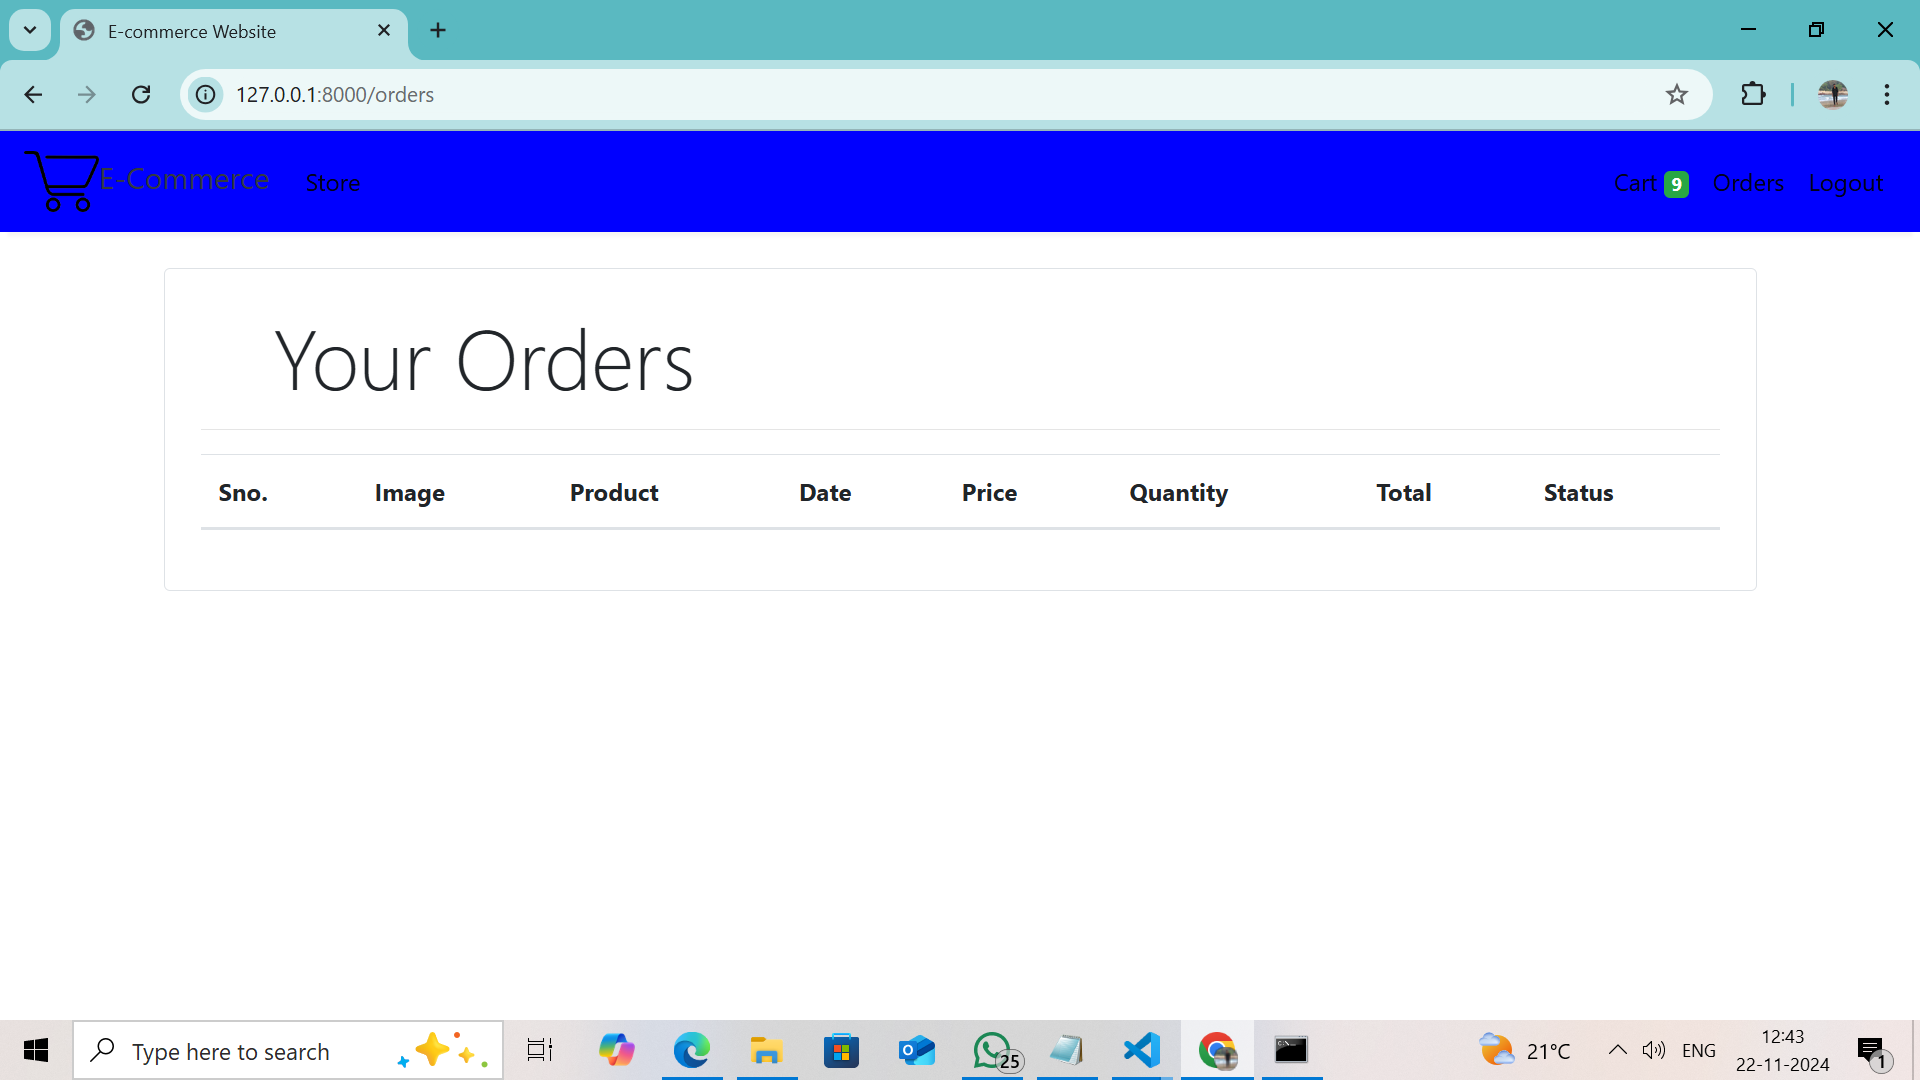 E-commerce Website
127.0.0.1:8000/orders
E-Commerce Store Cart 9 Orders Logout
Your Orders
Sno. Image Product Date Price Quantity Total Status
Type here to search 25 21°C ENG 12:43
22-11-2024 1